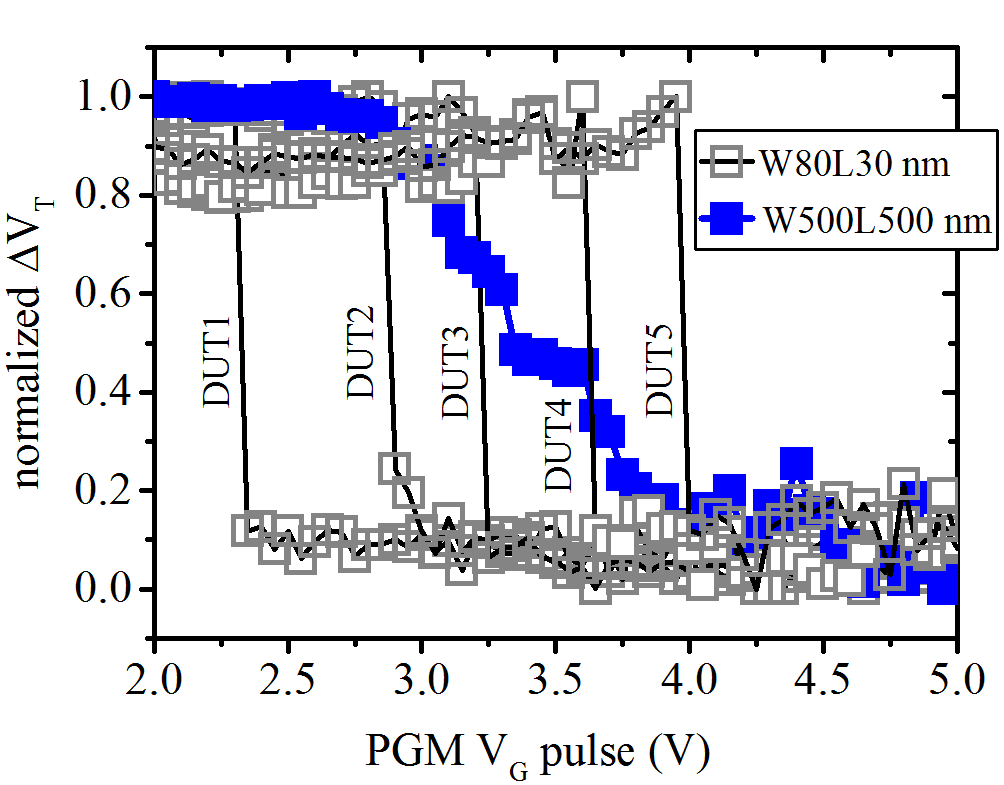 W80L30 nm
W500L500 nm
normalized ΔV_T
1.0
0.8
0.6
0.4
0.2
0.0
DUT1
DUT2
DUT3
DUT4
DUT5
2.0 2.5 3.0 3.5 4.0 4.5 5.0
PGM V_G pulse (V)